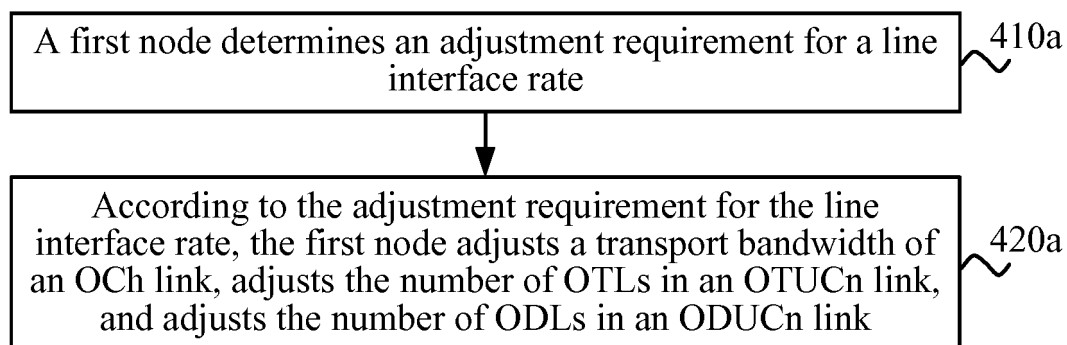 A first node determines an adjustment requirement for a line
interface rate
410a
According to the adjustment requirement for the line
interface rate, the first node adjusts a transport bandwidth of
an OCh link, adjusts the number of OTLs in an OTUCn link,
and adjusts the number of ODLs in an ODUCn link
420a